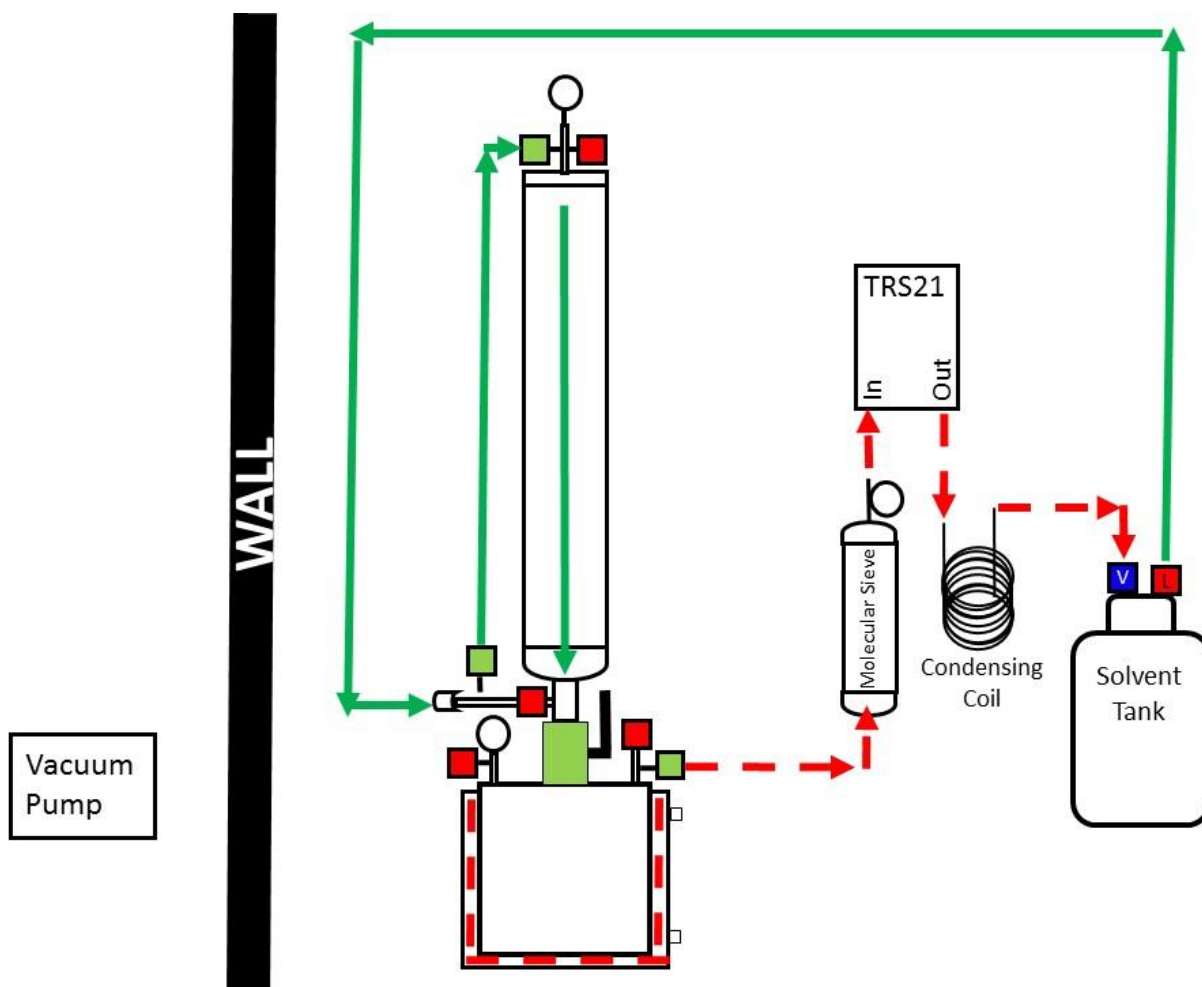 TRS21
In
Out
WALL
Molecular Sieve
V
L
Condensing
Coil
Solvent
Tank
Vacuum
Pump